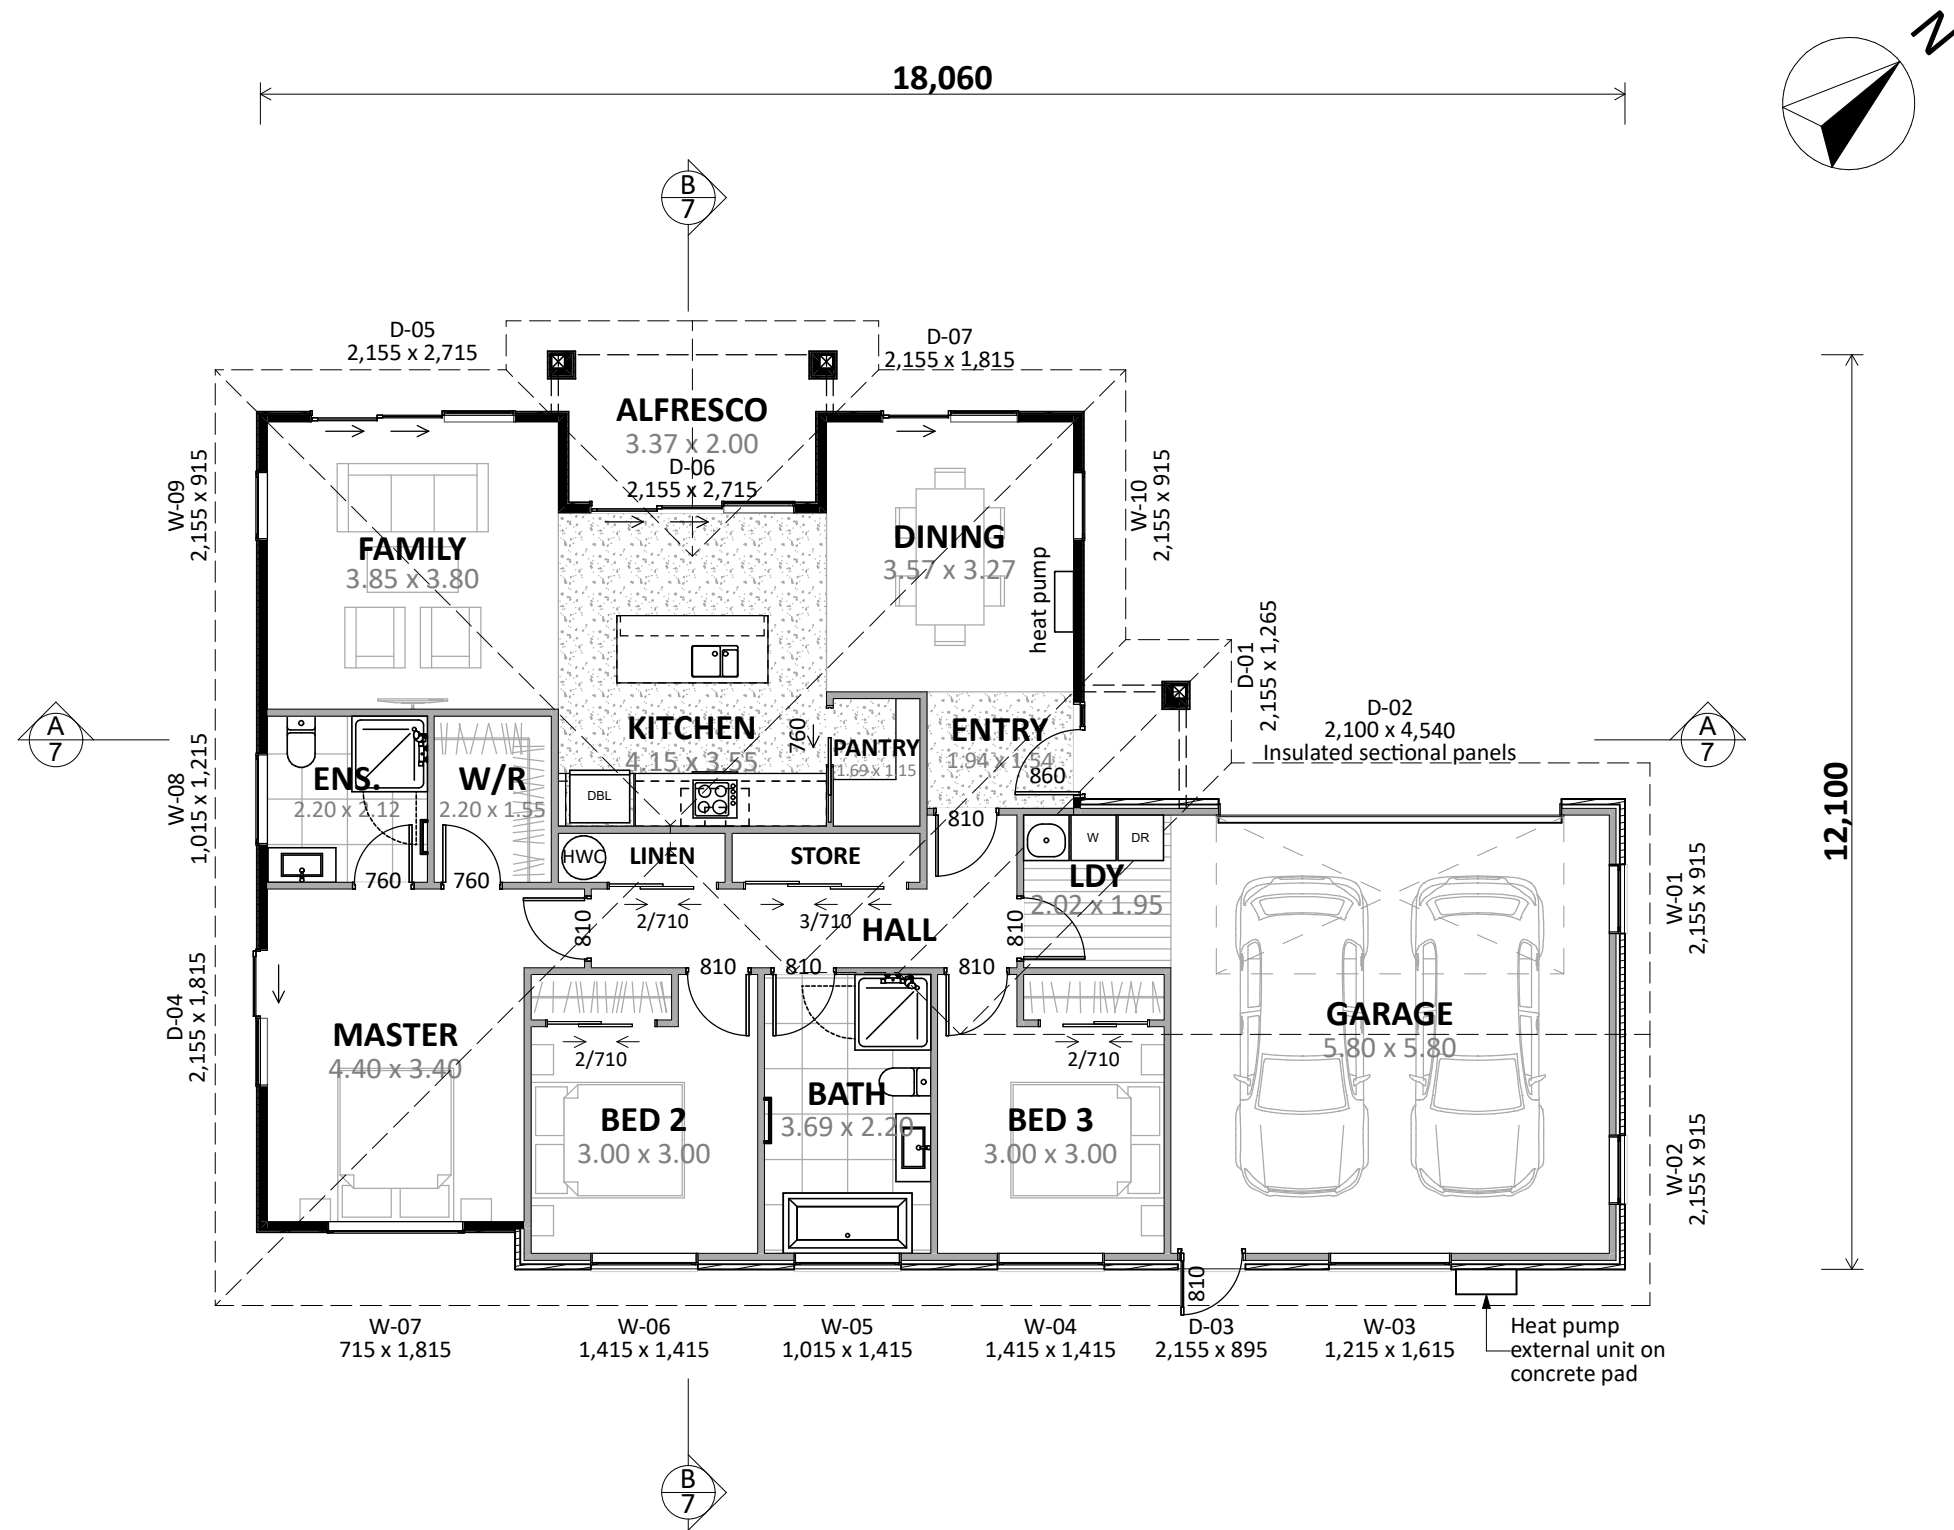 N
18,060
B
7
D-05
2,155 x 2,715
D-07
2,155 x 1,815
ALFRESCO
3.37 x 2.00
D-06
2,155 x 2,715
W-09
2,155 x 915
FAMILY
3.85 x 3.80
DINING
3.57 x 3.27
heat pump
W-10
2,155 x 915
D-01
2,155 x 1,265
D-02
2,100 x 4,540
Insulated sectional panels
A
7
A
7
12,100
KITCHEN
4.15 x 3.55
760
PANTRY
1.69 x 1.15
ENTRY
1.94 x 1.54
860
810
W-08
1,015 x 1,215
ENS.
2.20 x 2.12
W/R
2.20 x 1.55
DBL
760
760
HWC
LINEN
STORE
2/710
3/710
HALL
810
810
W
DR
LDY
2.02 x 1.95
W-01
2,155 x 915
D-04
2,155 x 1,815
810
810
810
MASTER
4.40 x 3.40
2/710
BED 2
3.00 x 3.00
BATH
3.69 x 2.20
2/710
BED 3
3.00 x 3.00
GARAGE
5.80 x 5.80
W-02
2,155 x 915
810
W-07
715 x 1,815
W-06
1,415 x 1,415
W-05
1,015 x 1,415
W-04
1,415 x 1,415
D-03
2,155 x 895
W-03
1,215 x 1,615
Heat pump
external unit on
concrete pad
B
7